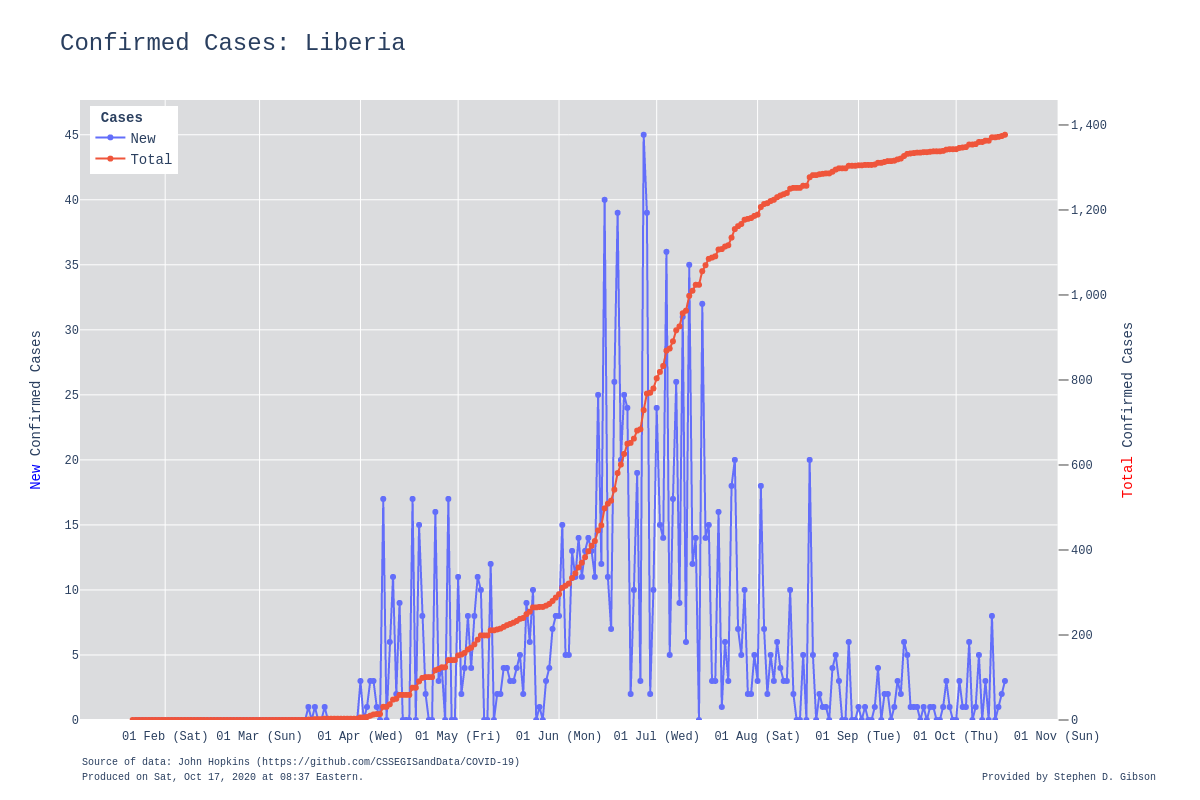 Confirmed Cases: Liberia
Cases
New
Total
45
40
35
30
25
20
15
10
5
0
1,400
1,200
1,000
800
600
400
200
0
New Confirmed Cases
Total Confirmed Cases
01 Feb (Sat) 01 Mar (Sun) 01 Apr (Wed) 01 May (Fri) 01 Jun (Mon) 01 Jul (Wed) 01 Aug (Sat) 01 Sep (Tue) 01 Oct (Thu) 01 Nov (Sun)
Source of data: John Hopkins (https://github.com/CSSEGISandData/COVID-19)
Produced on Sat, Oct 17, 2020 at 08:37 Eastern.
Provided by Stephen D. Gibson